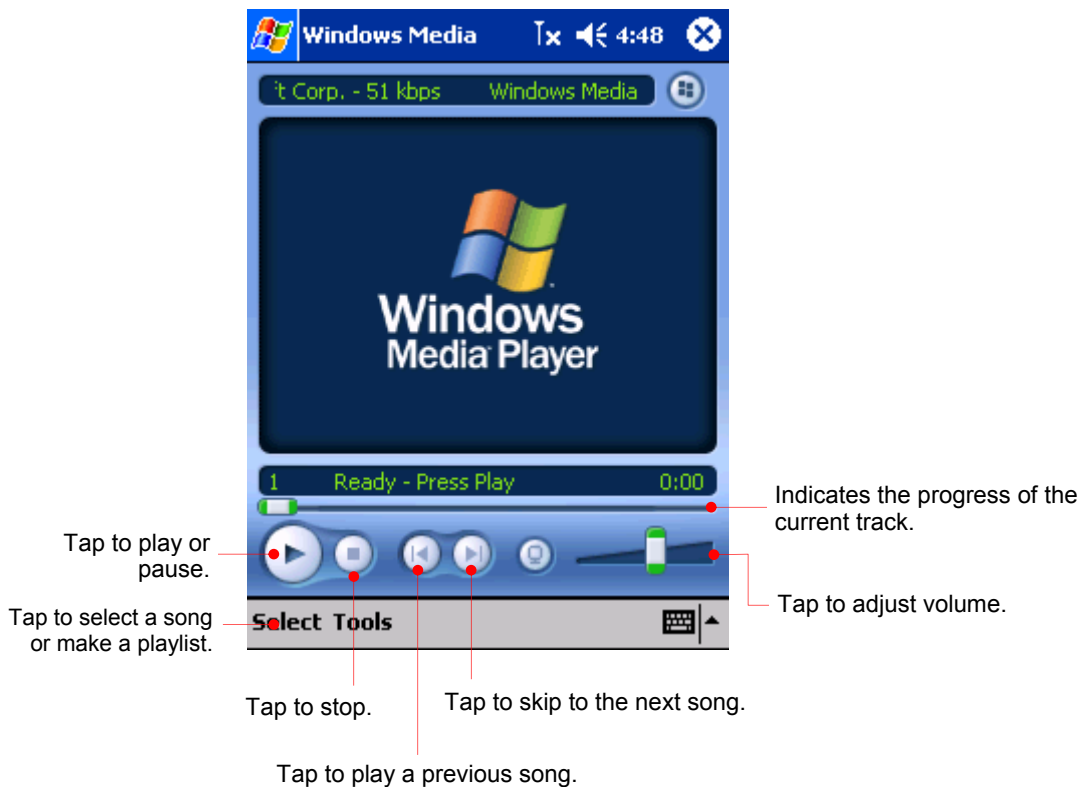 Windows Media 4:48
't Corp. - 51 kbps Windows Media
Windows
Media Player
1 Ready - Press Play 0:00
Indicates the progress of the
current track.
Tap to play or
pause.
Tap to adjust volume.
Tap to select a song
or make a playlist.
Select Tools
Tap to stop.
Tap to skip to the next song.
Tap to play a previous song.